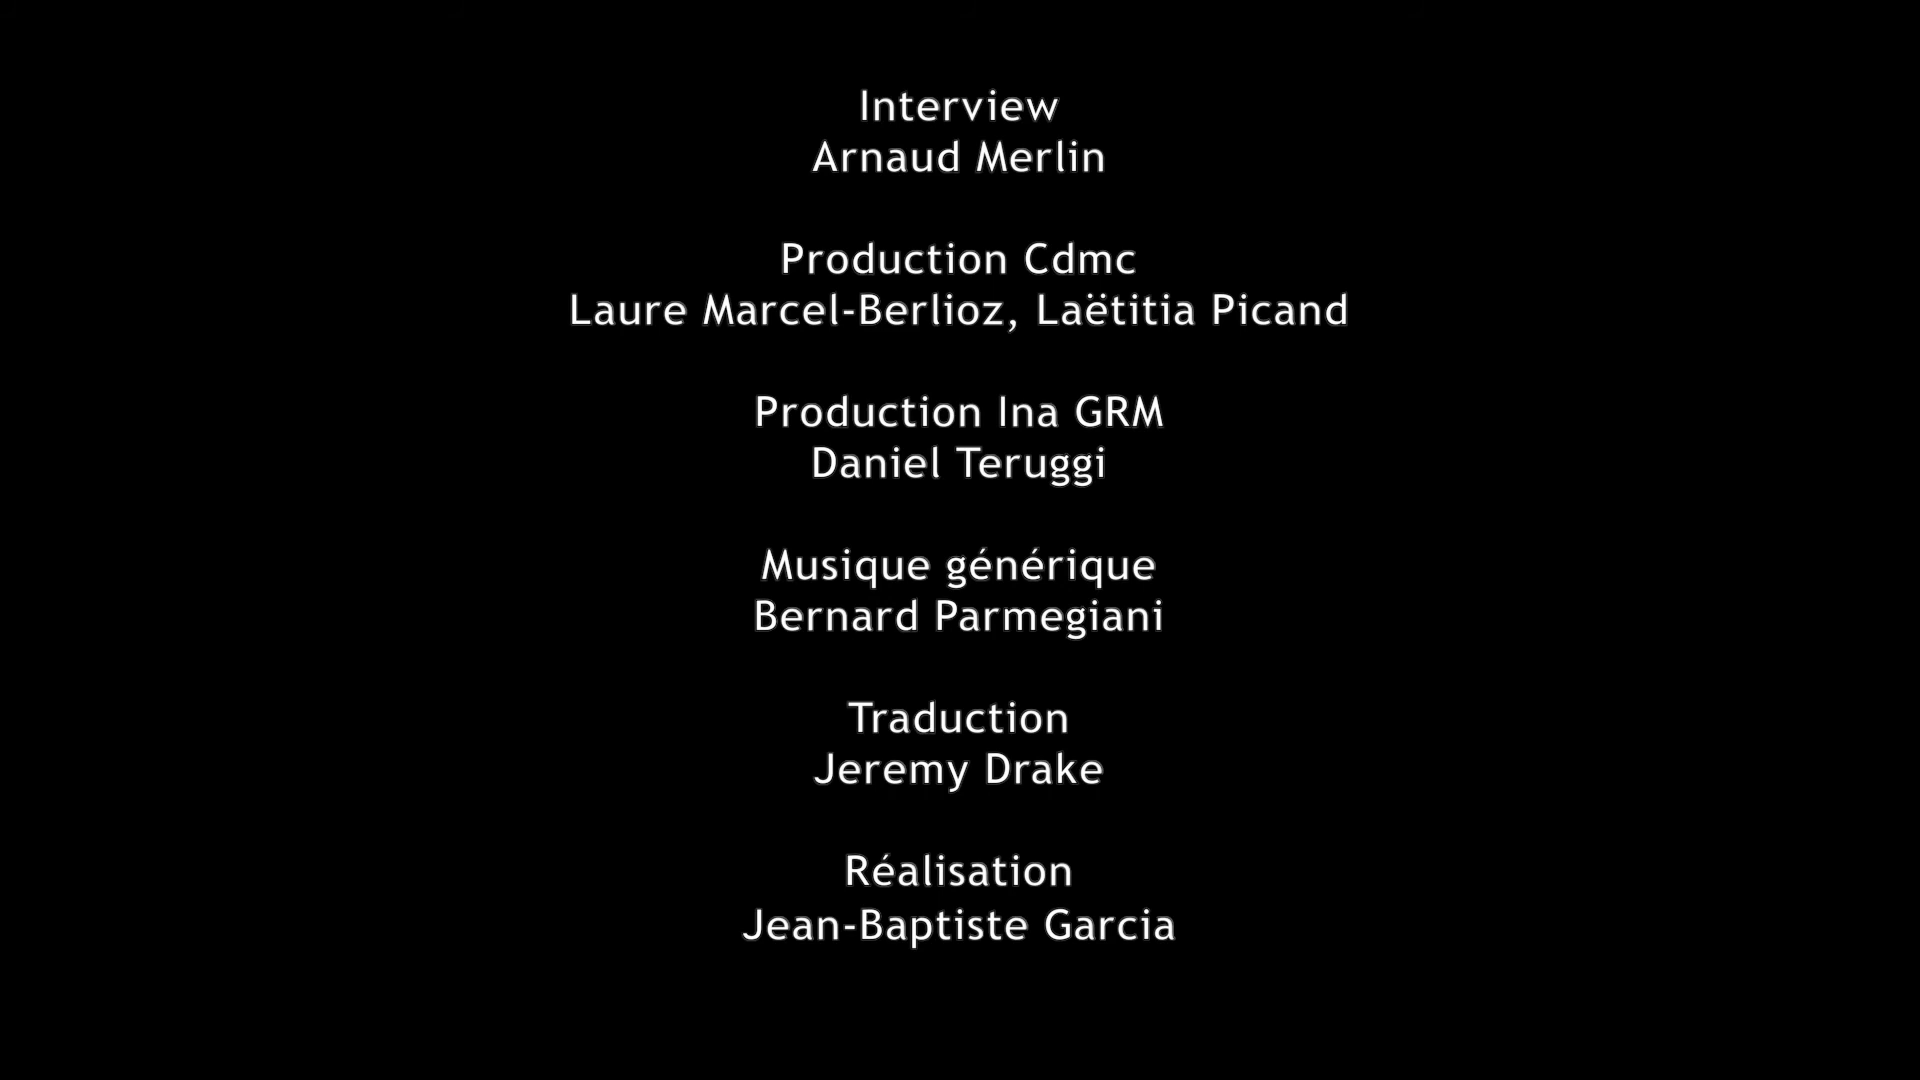 Interview
Arnaud Merlin
Production Cdmc
Laure Marcel-Berlioz, Laëtitia Picand
Production Ina GRM
Daniel Teruggi
Musique générique
Bernard Parmegiani
Traduction
Jeremy Drake
Réalisation
Jean-Baptiste Garcia